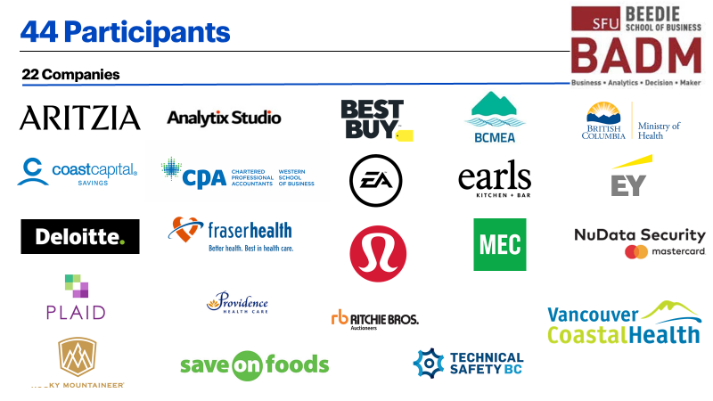 44 Participants
SFU BEEDIE
SCHOOL OF BUSINESS
BADM
Business • Analytics • Decision • Maker
22 Companies
ARITZIA
Analytix Studio
BEST
BUY
BCMEA
BRITISH
COLUMBIA
Ministry of
Health
coastcapital
SAVINGS
CPA
CHARTERED
PROFESSIONAL
ACCOUNTANTS
WESTERN
SCHOOL
OF BUSINESS
EA
earls
KITCHEN + BAR
EY
Deloitte.
fraserhealth
Better health. Best in health care.
MEC
NuData Security
mastercard
PLAID
Providence
HEALTH CARE
rb RITCHIE BROS.
Auctioneers
Vancouver
CoastalHealth
KY MOUNTAINEER
save on foods
TECHNICAL
SAFETY BC